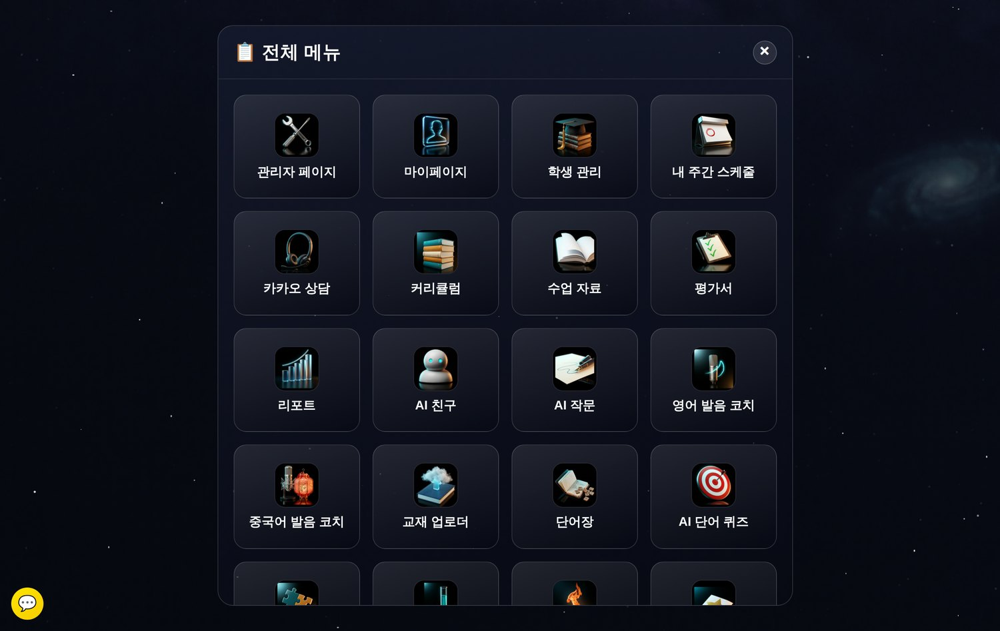 전체 메뉴
관리자 페이지
마이페이지
학생 관리
내 주간 스케줄
카카오 상담
커리큘럼
수업 자료
평가서
리포트
AI 친구
AI 작문
영어 발음 코치
중국어 발음 코치
교재 업로더
단어장
AI 단어 퀴즈